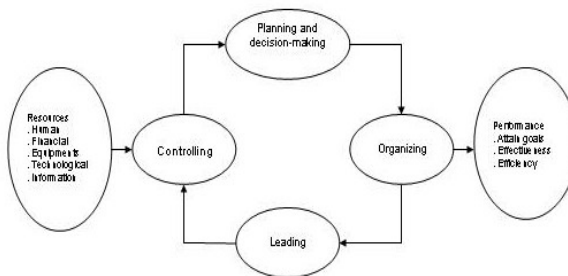 Planning and
decision-making
Resources
. Human
. Financial
. Equipments
. Technological
. Information
Controlling
Organizing
Performance
. Attain goals
. Effectiveness
. Efficiency
Leading